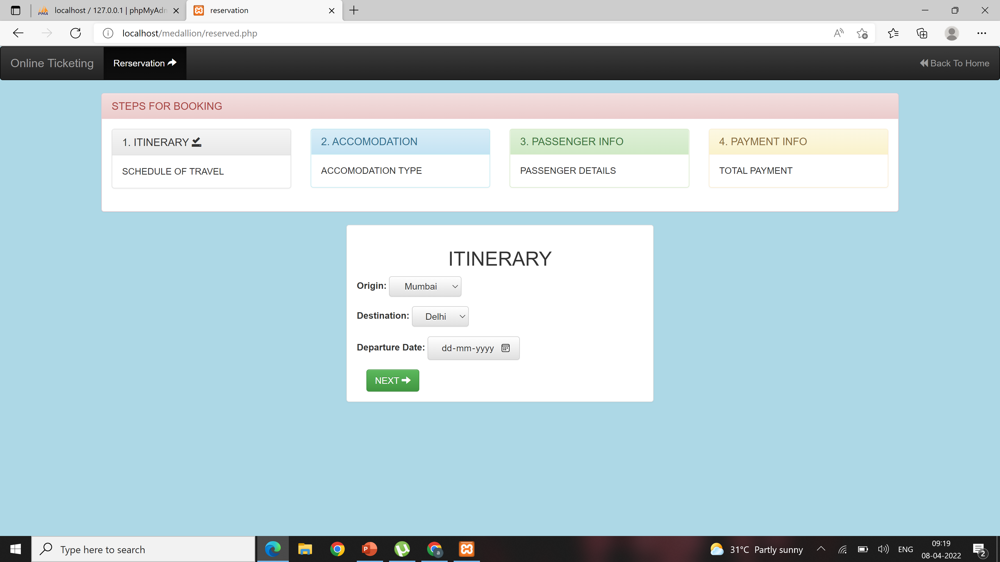 localhost / 127.0.0.1 | phpMyAdm
reservation
localhost/medallion/reserved.php
Online Ticketing
Rerservation
Back To Home
STEPS FOR BOOKING
1. ITINERARY
2. ACCOMODATION
3. PASSENGER INFO
4. PAYMENT INFO
SCHEDULE OF TRAVEL
ACCOMODATION TYPE
PASSENGER DETAILS
TOTAL PAYMENT
ITINERARY
Origin: Mumbai
Destination: Delhi
Departure Date: dd-mm-yyyy
NEXT
Type here to search
31°C Partly sunny
ENG
09:19
08-04-2022
2